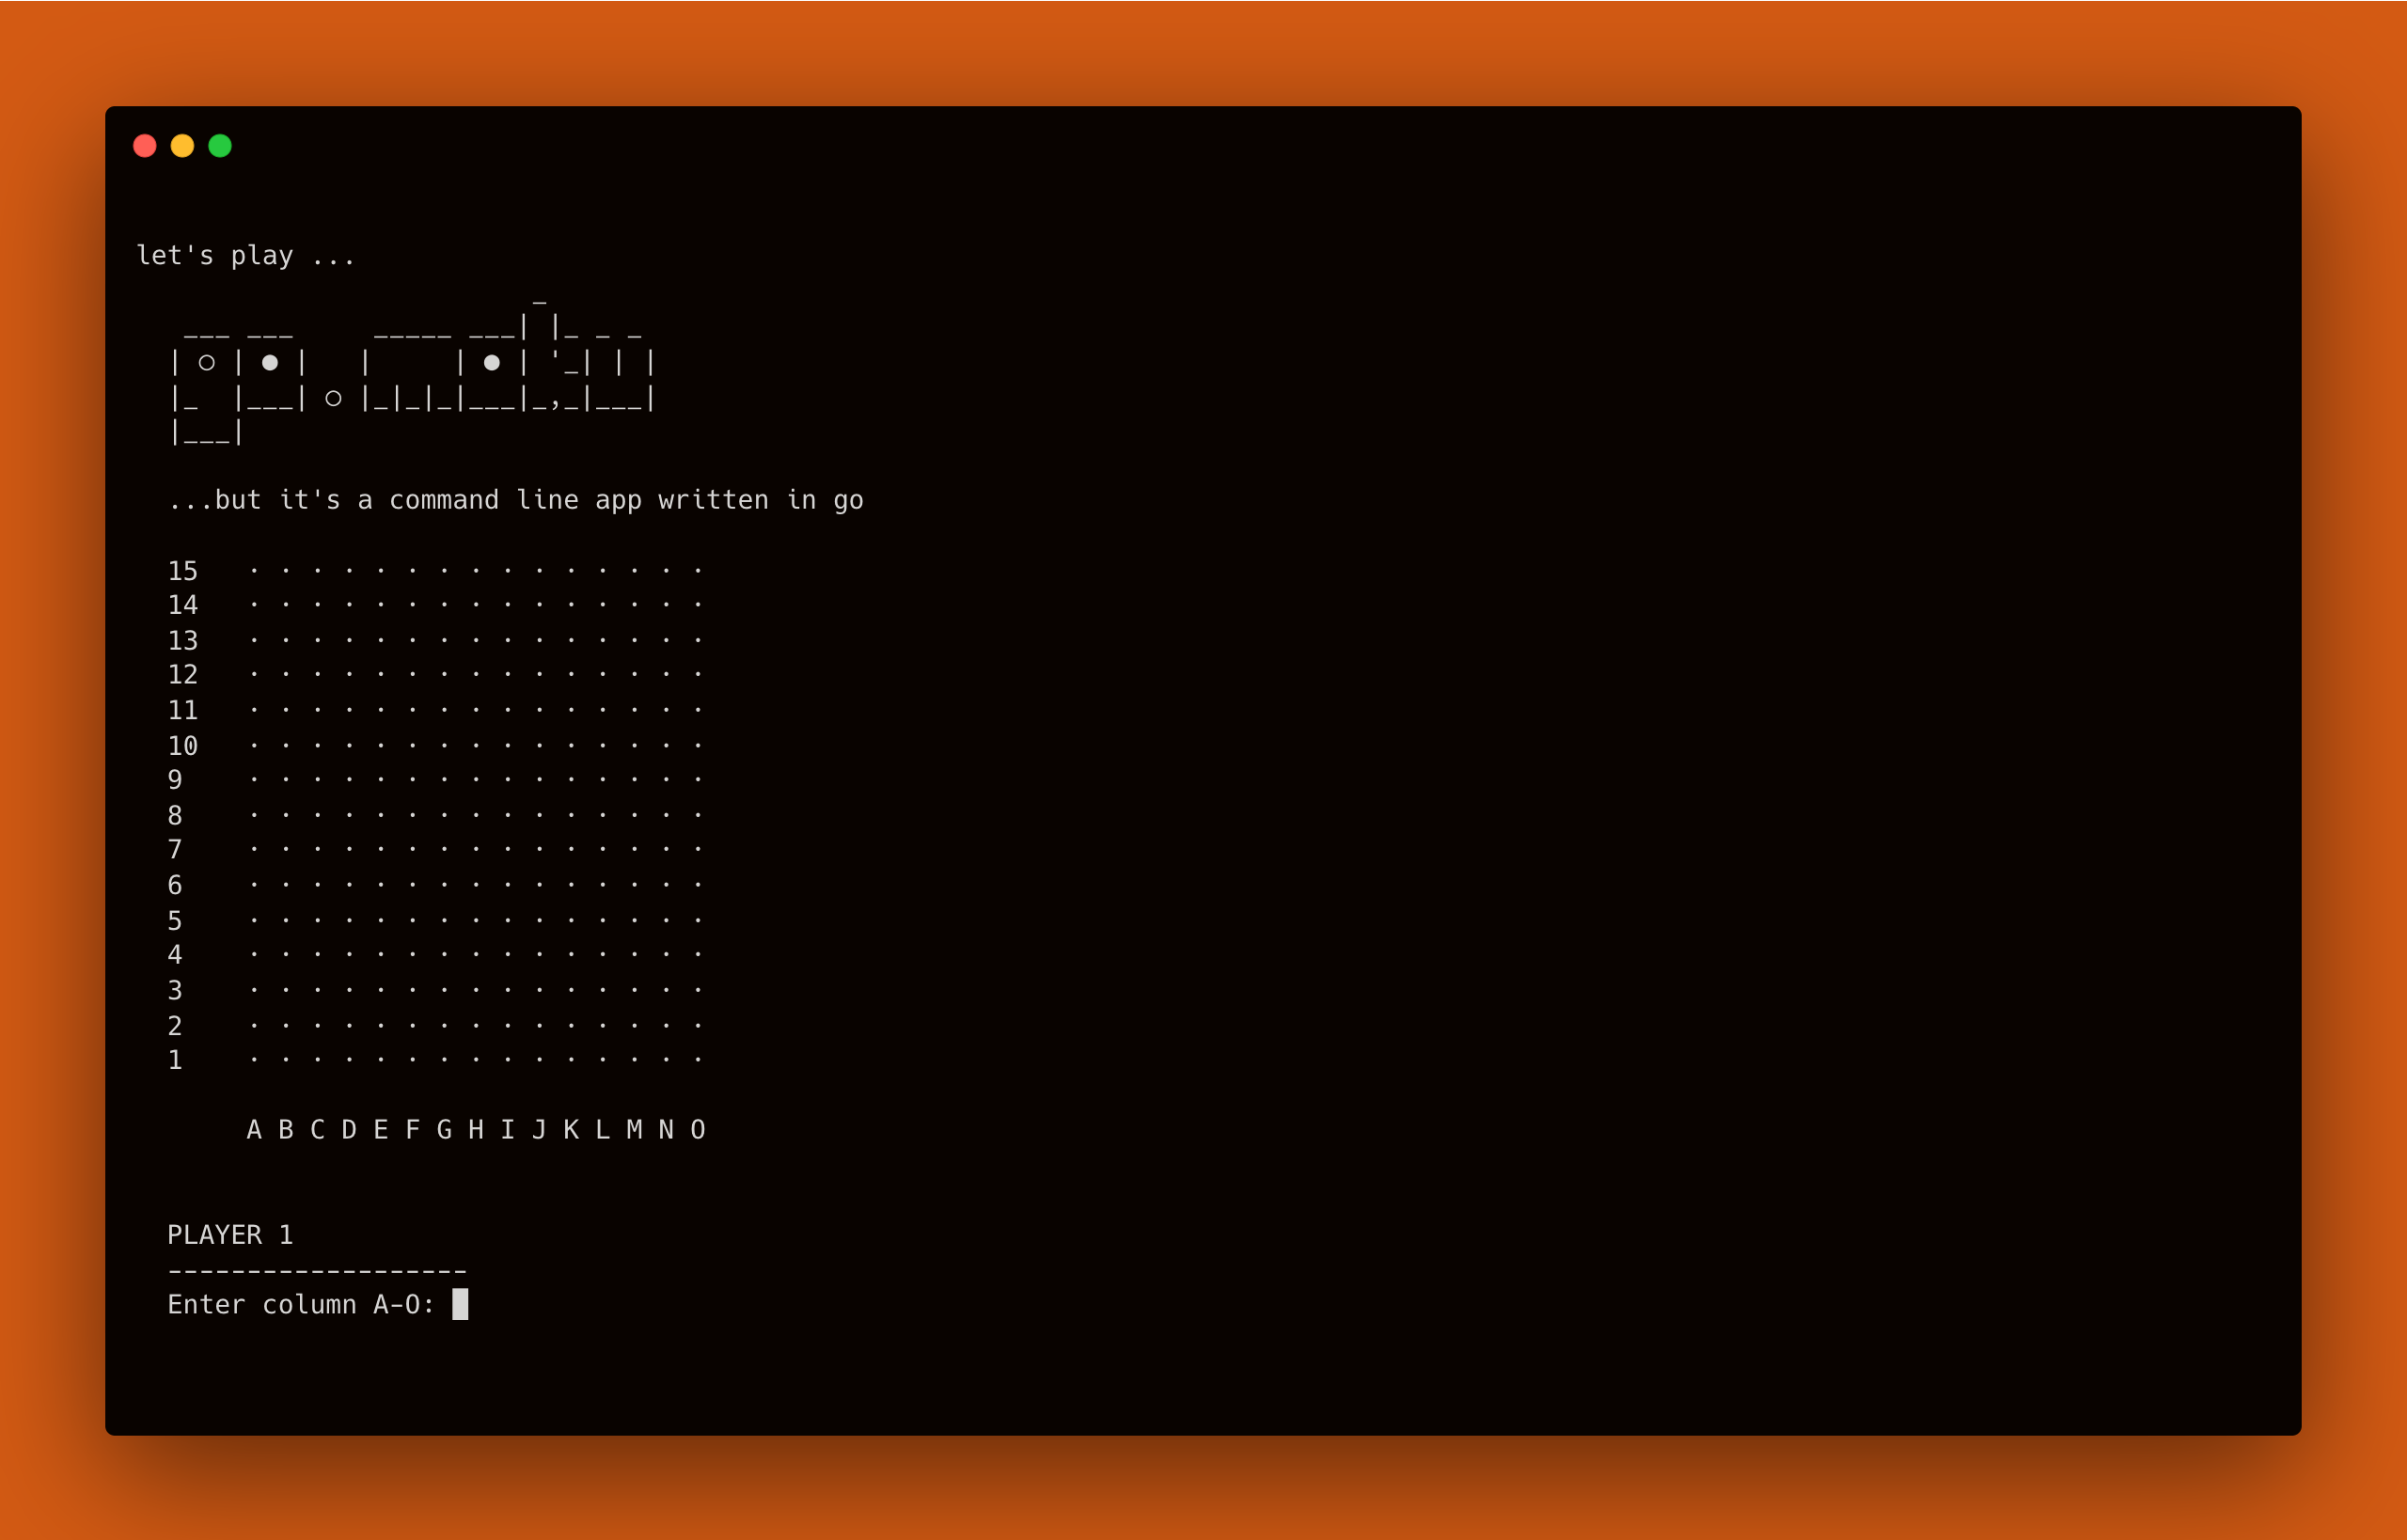 let's play ...
                         _
   ___ ___     _____ ___| |_ _ _
  | ○ | ● |   |     | ● | '_| | |
  |_  |___| ○ |_|_|_|___|_,_|___|
  |___|
...but it's a command line app written in go
15   · · · · · · · · · · · · · · ·
14   · · · · · · · · · · · · · · ·
13   · · · · · · · · · · · · · · ·
12   · · · · · · · · · · · · · · ·
11   · · · · · · · · · · · · · · ·
10   · · · · · · · · · · · · · · ·
9    · · · · · · · · · · · · · · ·
8    · · · · · · · · · · · · · · ·
7    · · · · · · · · · · · · · · ·
6    · · · · · · · · · · · · · · ·
5    · · · · · · · · · · · · · · ·
4    · · · · · · · · · · · · · · ·
3    · · · · · · · · · · · · · · ·
2    · · · · · · · · · · · · · · ·
1    · · · · · · · · · · · · · · ·
A B C D E F G H I J K L M N O
PLAYER 1
-------------------
Enter column A-O: